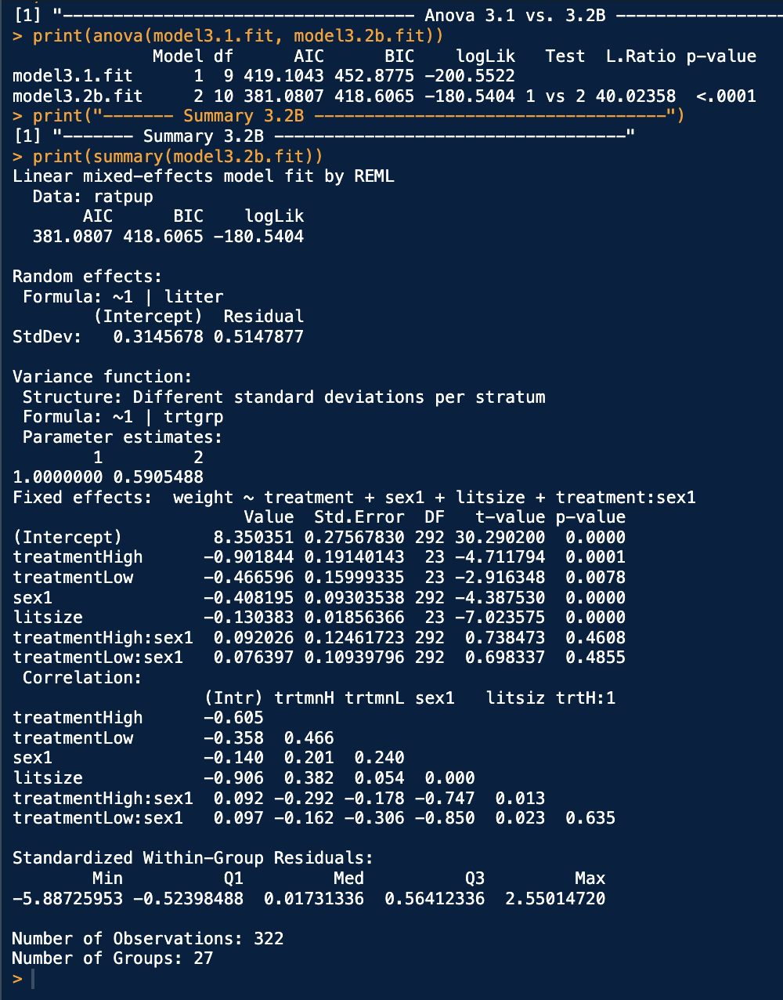 [1] "----------------------------------- Anova 3.1 vs. 3.2B -----------------
> print(anova(model3.1.fit, model3.2b.fit))
              Model df      AIC      BIC    logLik   Test  L.Ratio p-value
model3.1.fit      1  9 419.1043 452.8775 -200.5522
model3.2b.fit     2 10 381.0807 418.6065 -180.5404 1 vs 2 40.02358  <.0001
> print("------- Summary 3.2B -----------------------------------")
[1] "------- Summary 3.2B -----------------------------------"
> print(summary(model3.2b.fit))
Linear mixed-effects model fit by REML
  Data: ratpup
       AIC      BIC    logLik
  381.0807 418.6065 -180.5404

Random effects:
 Formula: ~1 | litter
        (Intercept)  Residual
StdDev:   0.3145678 0.5147877

Variance function:
 Structure: Different standard deviations per stratum
 Formula: ~1 | trtgrp
 Parameter estimates:
        1         2
1.0000000 0.5905488
Fixed effects:  weight ~ treatment + sex1 + litsize + treatment:sex1
                       Value  Std.Error  DF   t-value p-value
(Intercept)         8.350351 0.27567830 292 30.290200  0.0000
treatmentHigh      -0.901844 0.19140143  23 -4.711794  0.0001
treatmentLow       -0.466596 0.15999335  23 -2.916348  0.0078
sex1               -0.408195 0.09303538 292 -4.387530  0.0000
litsize            -0.130383 0.01856366  23 -7.023575  0.0000
treatmentHigh:sex1  0.092026 0.12461723 292  0.738473  0.4608
treatmentLow:sex1   0.076397 0.10939796 292  0.698337  0.4855
 Correlation:
                   (Intr) trtmnH trtmnL sex1   litsiz trtH:1
treatmentHigh      -0.605
treatmentLow       -0.358  0.466
sex1               -0.140  0.201  0.240
litsize            -0.906  0.382  0.054  0.000
treatmentHigh:sex1  0.092 -0.292 -0.178 -0.747  0.013
treatmentLow:sex1   0.097 -0.162 -0.306 -0.850  0.023  0.635

Standardized Within-Group Residuals:
        Min          Q1         Med          Q3         Max
-5.88725953 -0.52398488  0.01731336  0.56412336  2.55014720

Number of Observations: 322
Number of Groups: 27
>